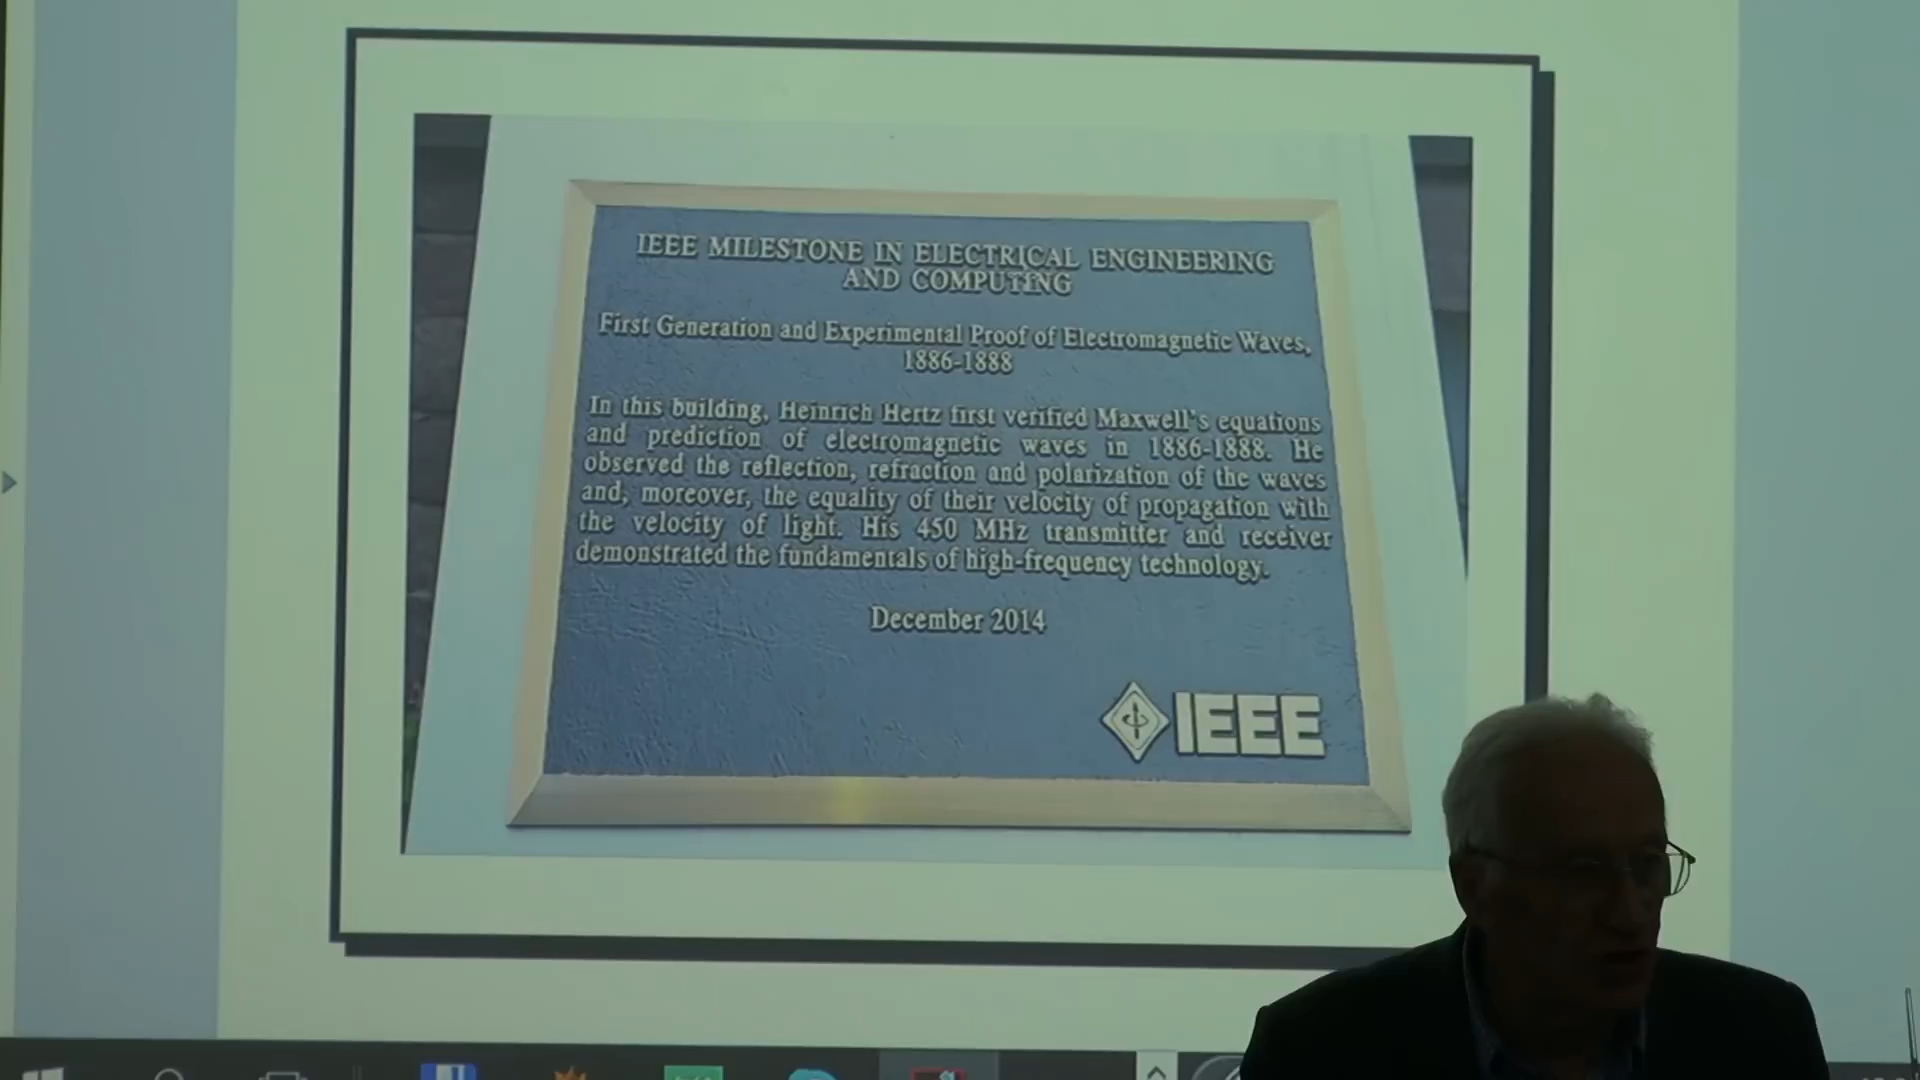 IEEE MILESTONE IN ELECTRICAL ENGINEERING
AND COMPUTING
First Generation and Experimental Proof of Electromagnetic Waves,
1886-1888
In this building, Heinrich Hertz first verified Maxwell's equations
and prediction of electromagnetic waves in 1886-1888. He
observed the reflection, refraction and polarization of the waves
and, moreover, the equality of their velocity of propagation with
the velocity of light. His 450 MHz transmitter and receiver
demonstrated the fundamentals of high-frequency technology.
December 2014
IEEE